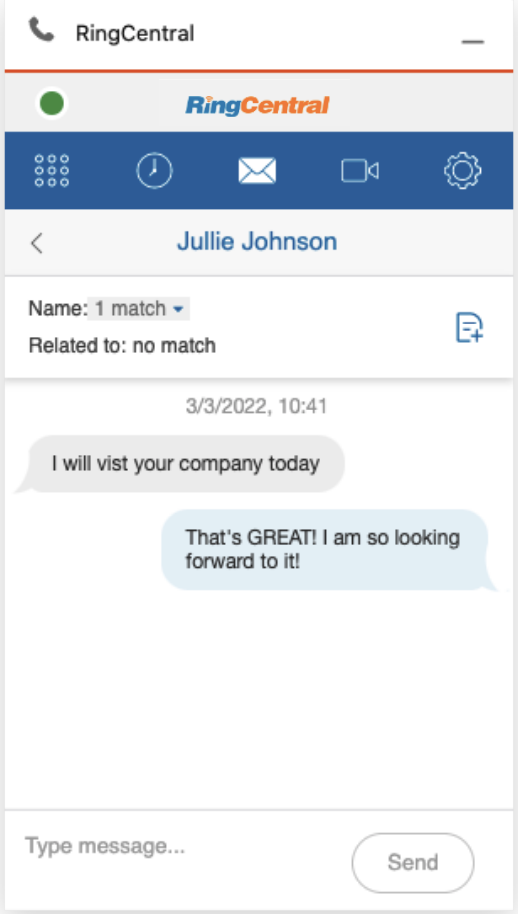 RingCentral
RingCentral
Jullie Johnson
Name: 1 match
Related to: no match
3/3/2022, 10:41
I will vist your company today
That's GREAT! I am so looking
forward to it!
Type message...
Send